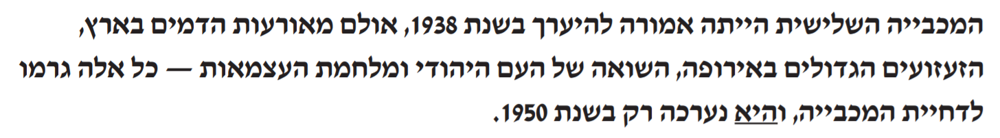 המכבייה השלישית הייתה אמורה להיערך בשנת 1938, אולם מאורעות הדמים בארץ,
הזעזועים הגדולים באירופה, השואה של העם היהודי ומלחמת העצמאות — כל אלה גרמו
לדחיית המכבייה, והיא נערכה רק בשנת 1950.